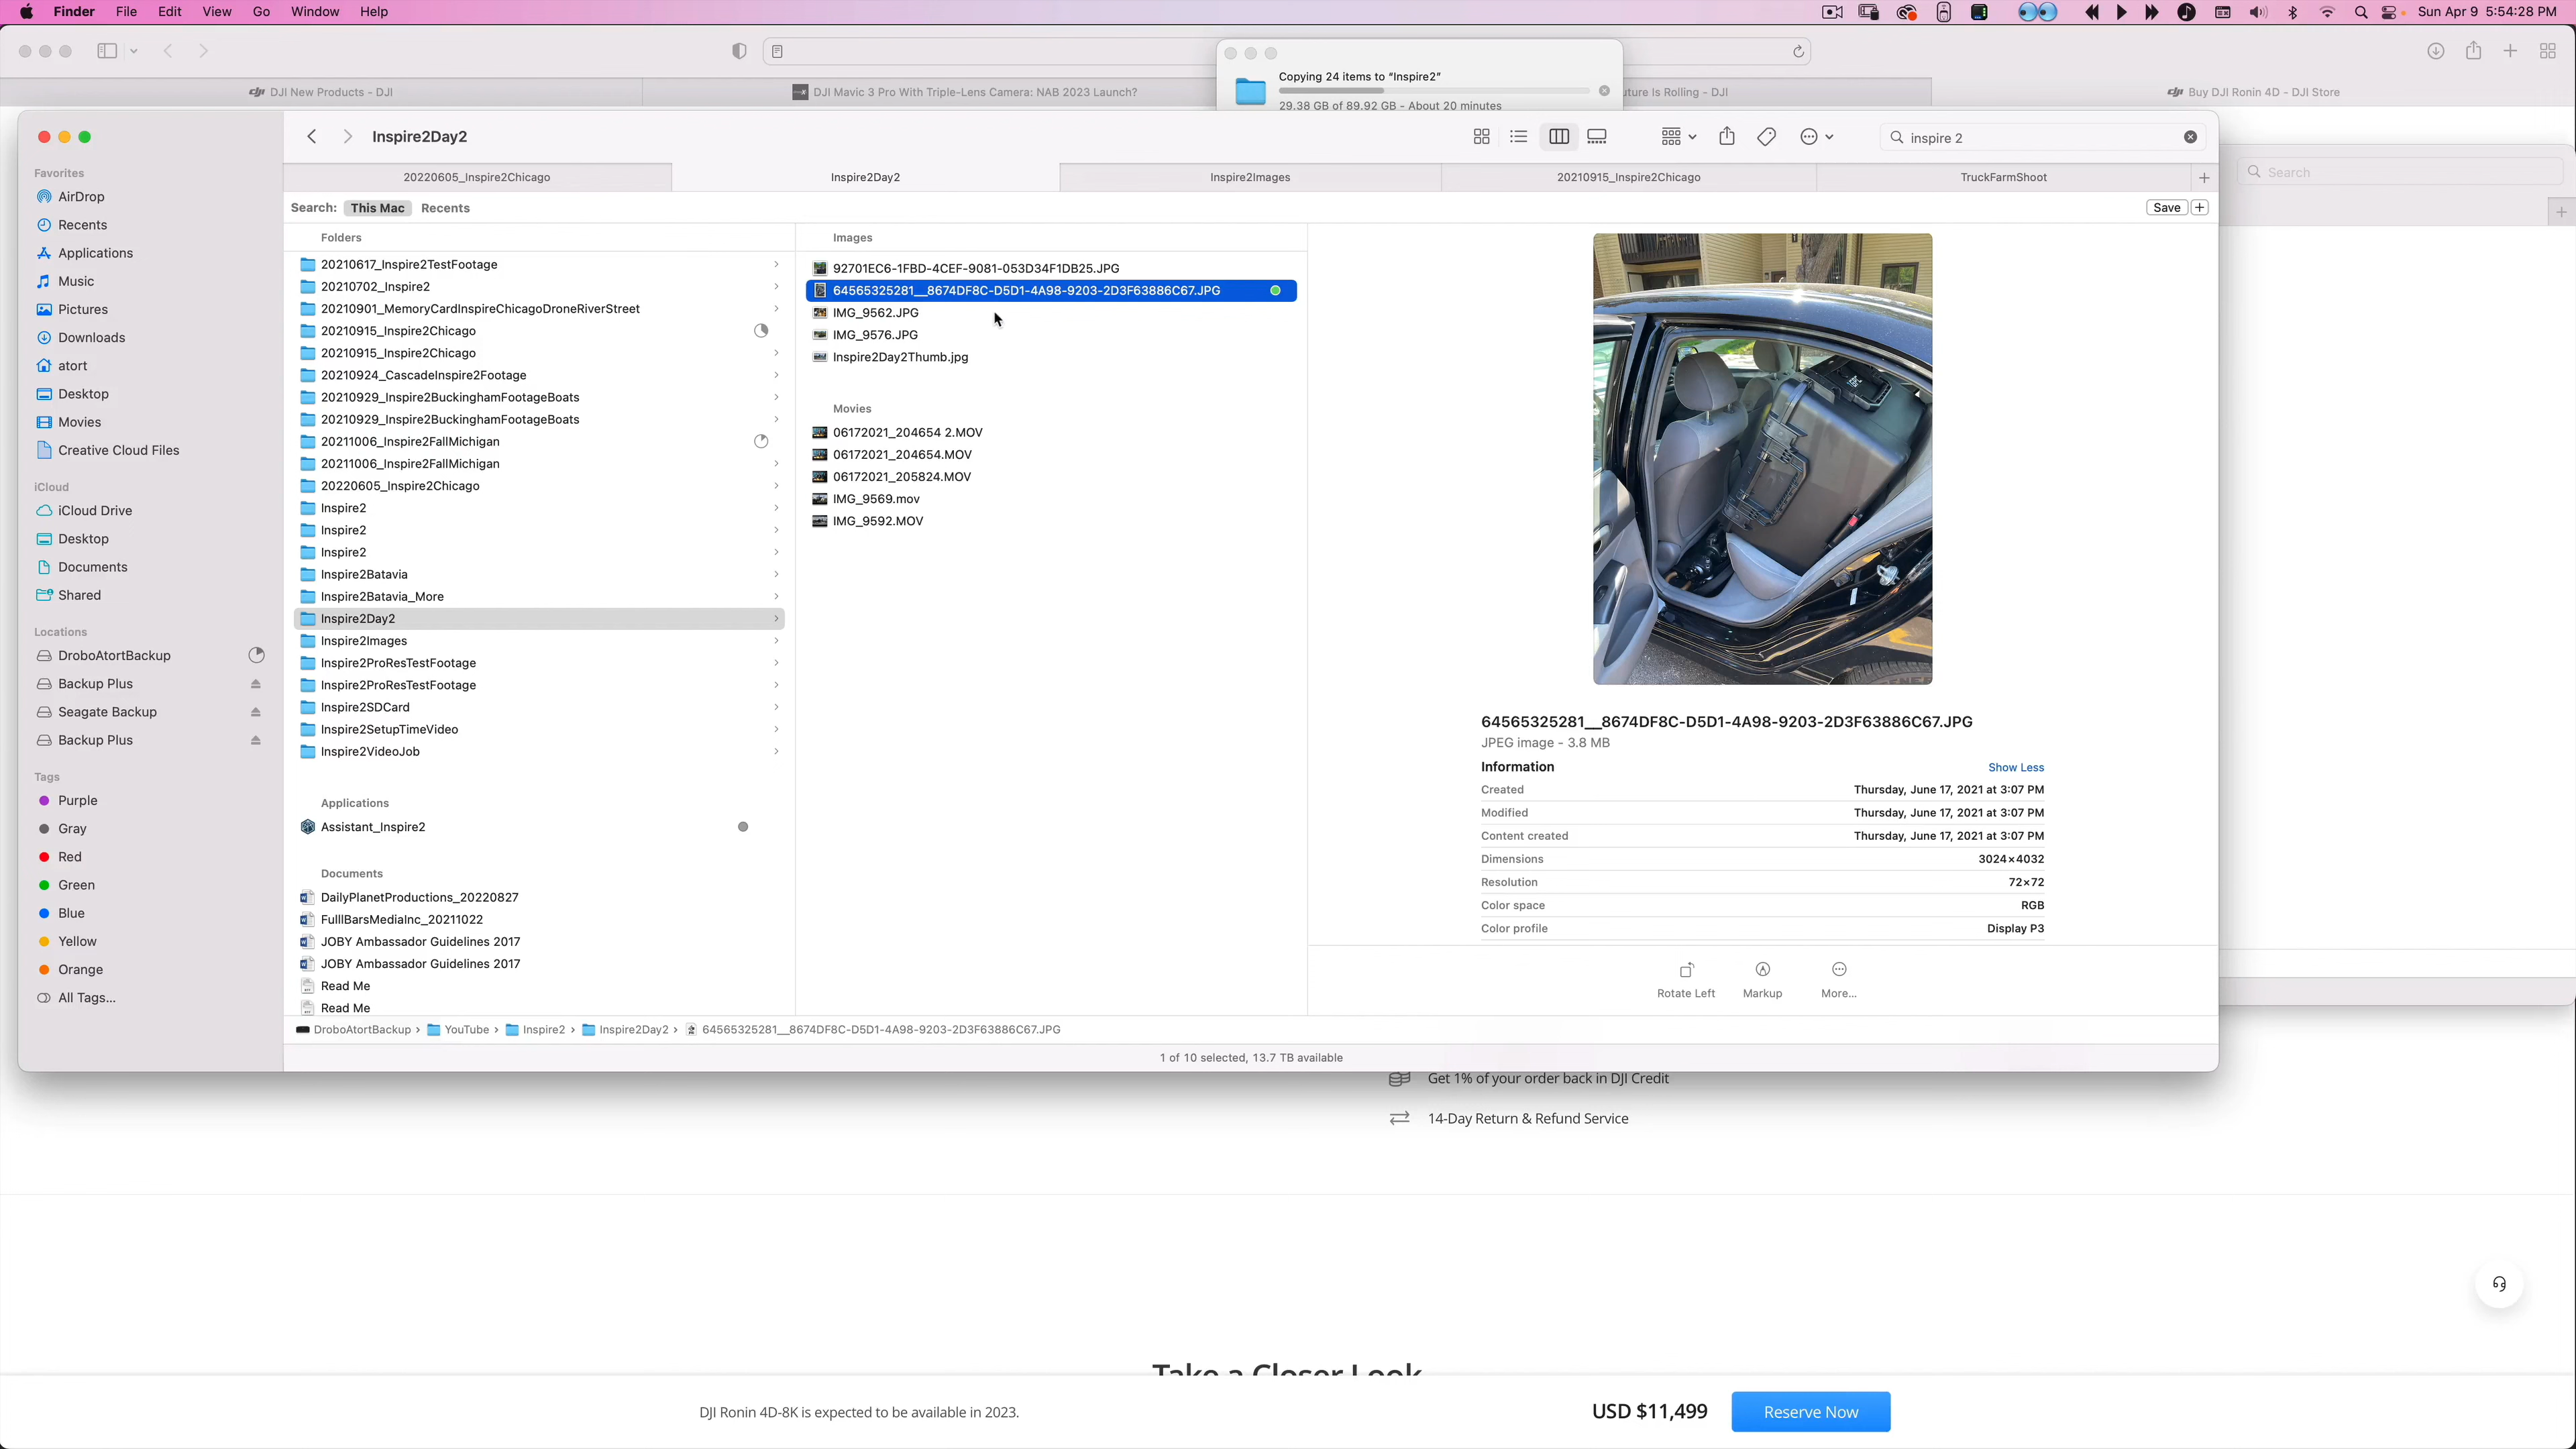 Finder File Edit View Go Window Help
Sun Apr 9 5:54:28 PM
DJI New Products - DJI
DJI Mavic 3 Pro With Triple-Lens Camera: NAB 2023 Launch?
uture Is Rolling - DJI
Buy DJI Ronin 4D - DJI Store
Copying 24 items to “Inspire2”
29.38 GB of 89.92 GB - About 20 minutes
Inspire2Day2
inspire 2
Search
20220605_Inspire2Chicago
Inspire2Day2
Inspire2Images
20210915_Inspire2Chicago
TruckFarmShoot
Search: This Mac Recents
Save
Favorites
AirDrop
Recents
Applications
Music
Pictures
Downloads
atort
Desktop
Movies
Creative Cloud Files
iCloud
iCloud Drive
Desktop
Documents
Shared
Locations
DroboAtortBackup
Backup Plus
Seagate Backup
Backup Plus
Tags
Purple
Gray
Red
Green
Blue
Yellow
Orange
All Tags...
Folders
20210617_Inspire2TestFootage
20210702_Inspire2
20210901_MemoryCardInspireChicagoDroneRiverStreet
20210915_Inspire2Chicago
20210915_Inspire2Chicago
20210924_CascadeInspire2Footage
20210929_Inspire2BuckinghamFootageBoats
20210929_Inspire2BuckinghamFootageBoats
20211006_Inspire2FallMichigan
20211006_Inspire2FallMichigan
20220605_Inspire2Chicago
Inspire2
Inspire2
Inspire2
Inspire2Batavia
Inspire2Batavia_More
Inspire2Day2
Inspire2Images
Inspire2ProResTestFootage
Inspire2ProResTestFootage
Inspire2SDCard
Inspire2SetupTimeVideo
Inspire2VideoJob
Applications
Assistant_Inspire2
Documents
DailyPlanetProductions_20220827
FulllBarsMediaInc_20211022
JOBY Ambassador Guidelines 2017
JOBY Ambassador Guidelines 2017
Read Me
Read Me
Images
92701EC6-1FBD-4CEF-9081-053D34F1DB25.JPG
64565325281__8674DF8C-D5D1-4A98-9203-2D3F63886C67.JPG
IMG_9562.JPG
IMG_9576.JPG
Inspire2Day2Thumb.jpg
Movies
06172021_204654 2.MOV
06172021_204654.MOV
06172021_205824.MOV
IMG_9569.mov
IMG_9592.MOV
64565325281__8674DF8C-D5D1-4A98-9203-2D3F63886C67.JPG
JPEG image - 3.8 MB
Information Show Less
Created Thursday, June 17, 2021 at 3:07 PM
Modified Thursday, June 17, 2021 at 3:07 PM
Content created Thursday, June 17, 2021 at 3:07 PM
Dimensions 3024×4032
Resolution 72×72
Color space RGB
Color profile Display P3
Rotate Left Markup More...
DroboAtortBackup › YouTube › Inspire2 › Inspire2Day2 › 64565325281__8674DF8C-D5D1-4A98-9203-2D3F63886C67.JPG
1 of 10 selected, 13.7 TB available
Get 1% of your order back in DJI Credit
14-Day Return & Refund Service
Take a Closer Look
DJI Ronin 4D-8K is expected to be available in 2023.
USD $11,499
Reserve Now